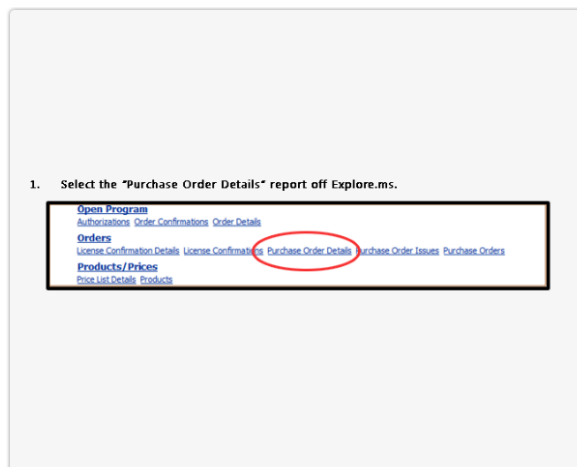 1. Select the "Purchase Order Details" report off Explore.ms.
Open Program
Authorizations Order Confirmations Order Details
Orders
License Confirmation Details License Confirmations Purchase Order Details Purchase Order Issues Purchase Orders
Products/Prices
Price List Details Products